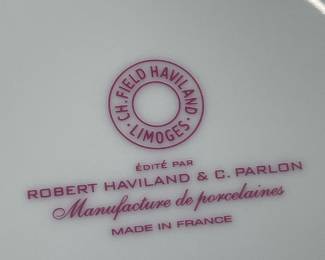 CH. FIELD HAVILAND
· LIMOGES ·
ÉDITÉ PAR
ROBERT HAVILAND & C. PARLON
Manufacture de porcelaines
MADE IN FRANCE